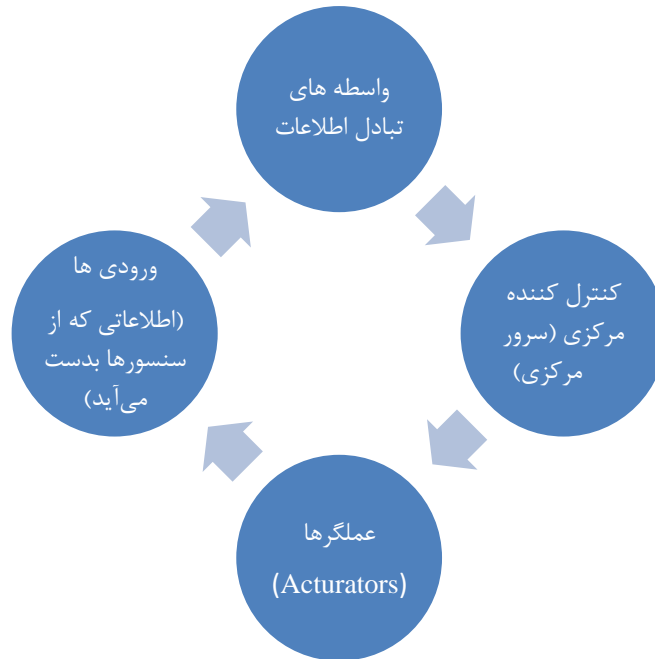 واسطه های
تبادل اطلاعات
کنترل کننده
مرکزی (سرور
مرکزی)
عملگرها
(Acturators)
ورودی ها
(اطلاعاتی که از
سنسورها بدست
می‌آید)